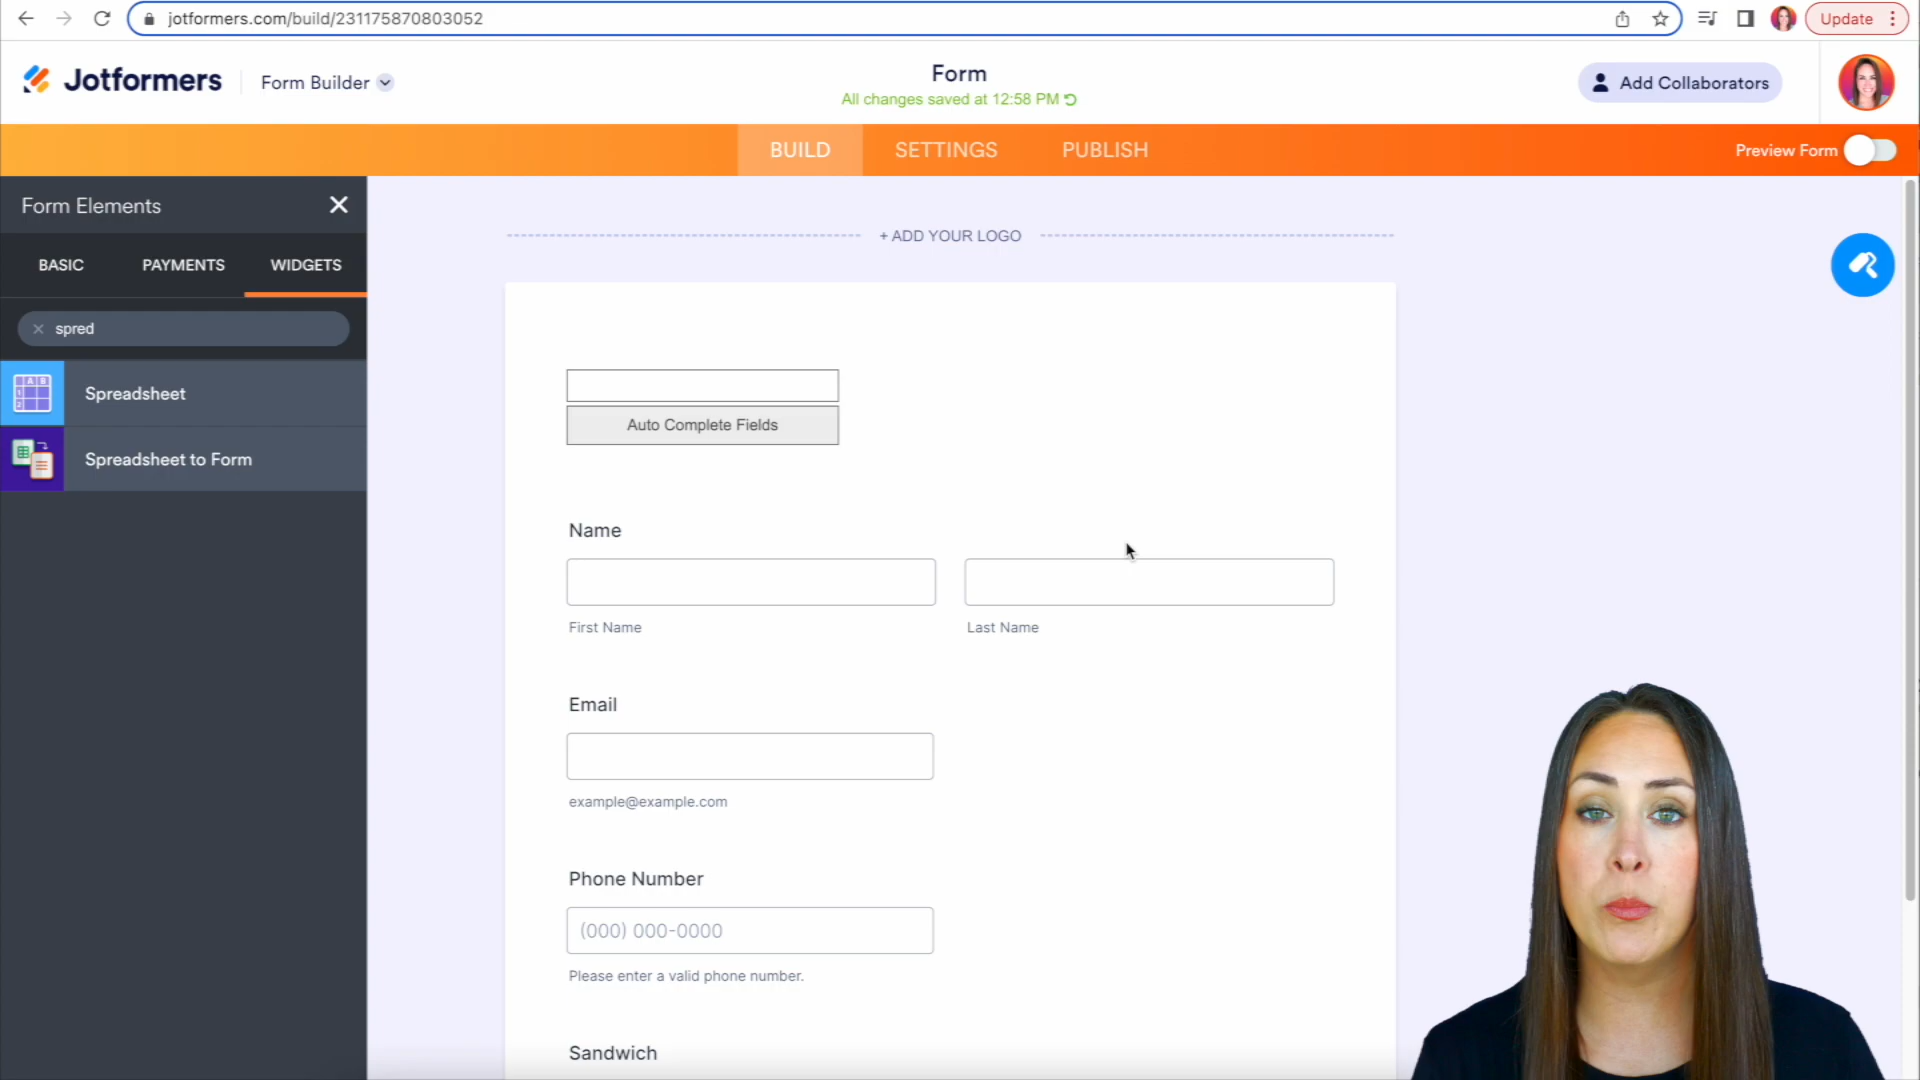 jotformers.com/build/231175870803052
Update
Jotformers
Form Builder
Form
All changes saved at 12:58 PM
Add Collaborators
BUILD
SETTINGS
PUBLISH
Preview Form
Form Elements
BASIC
PAYMENTS
WIDGETS
spred
Spreadsheet
Spreadsheet to Form
+ ADD YOUR LOGO
Auto Complete Fields
Name
First Name
Last Name
Email
example@example.com
Phone Number
(000) 000-0000
Please enter a valid phone number.
Sandwich